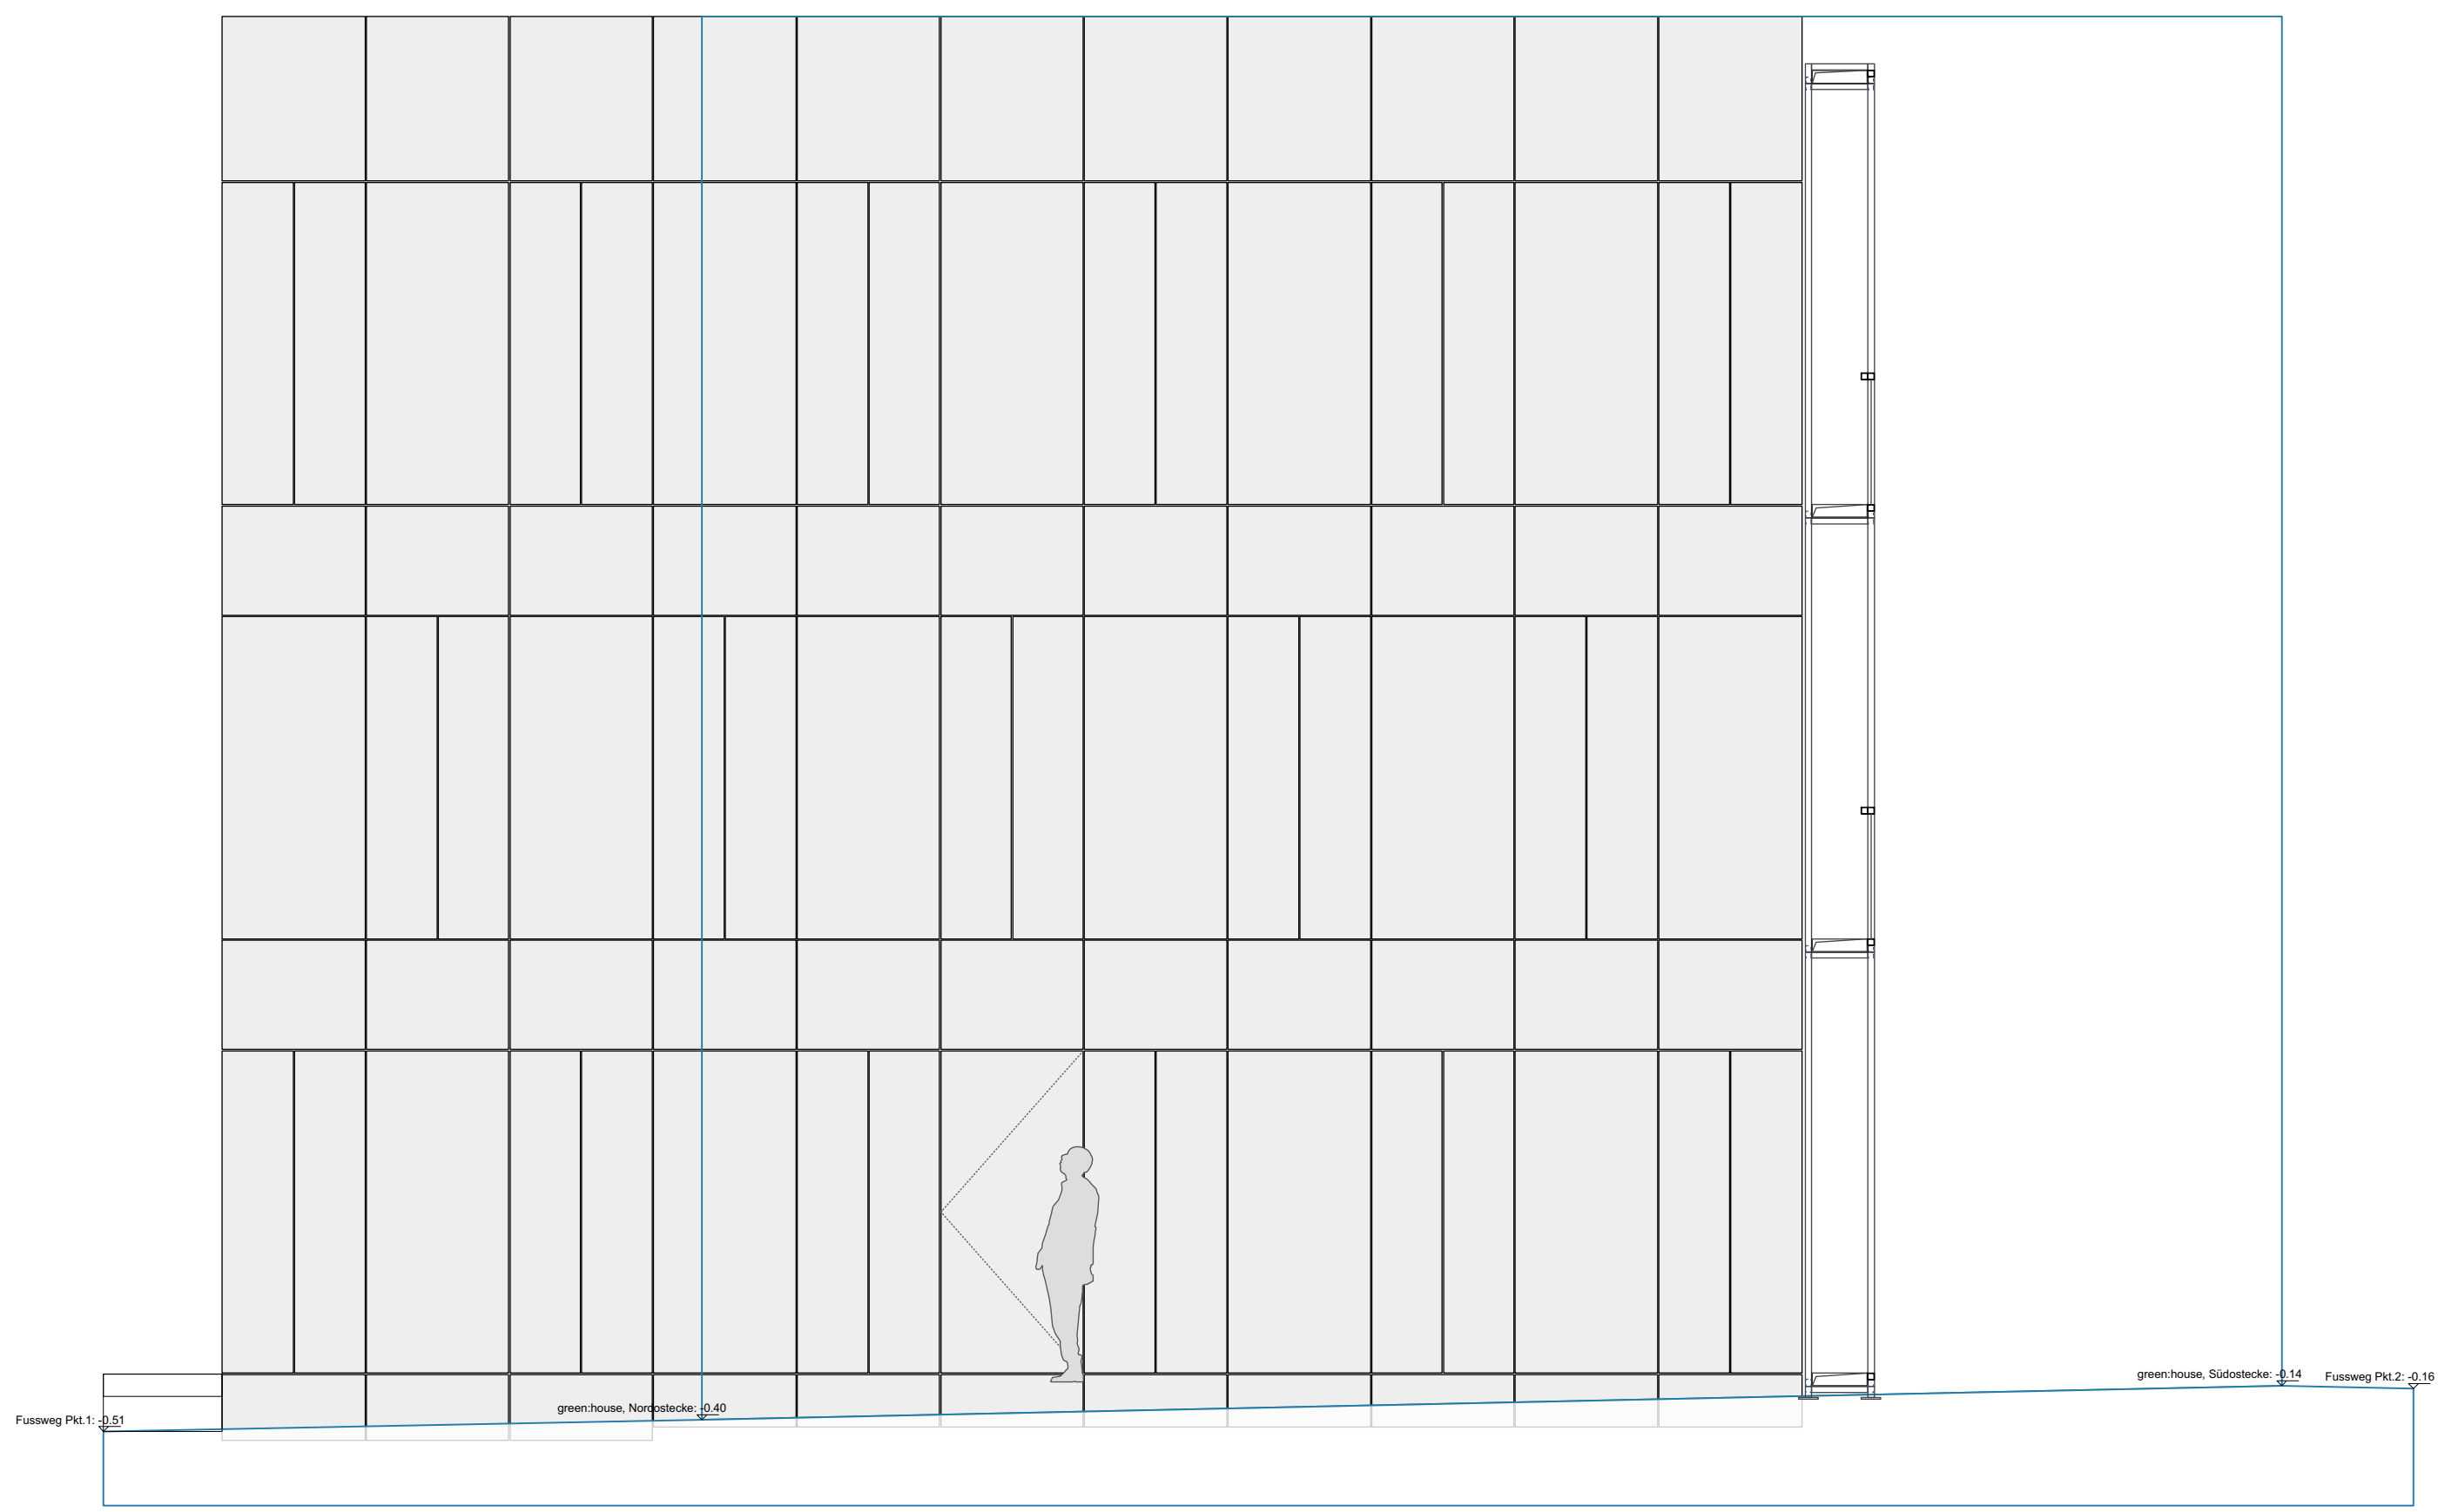 green:house, Südostecke: -0.14
Fussweg Pkt.2: -0.16
green:house, Nordostecke: -0.40
Fussweg Pkt.1: -0.51